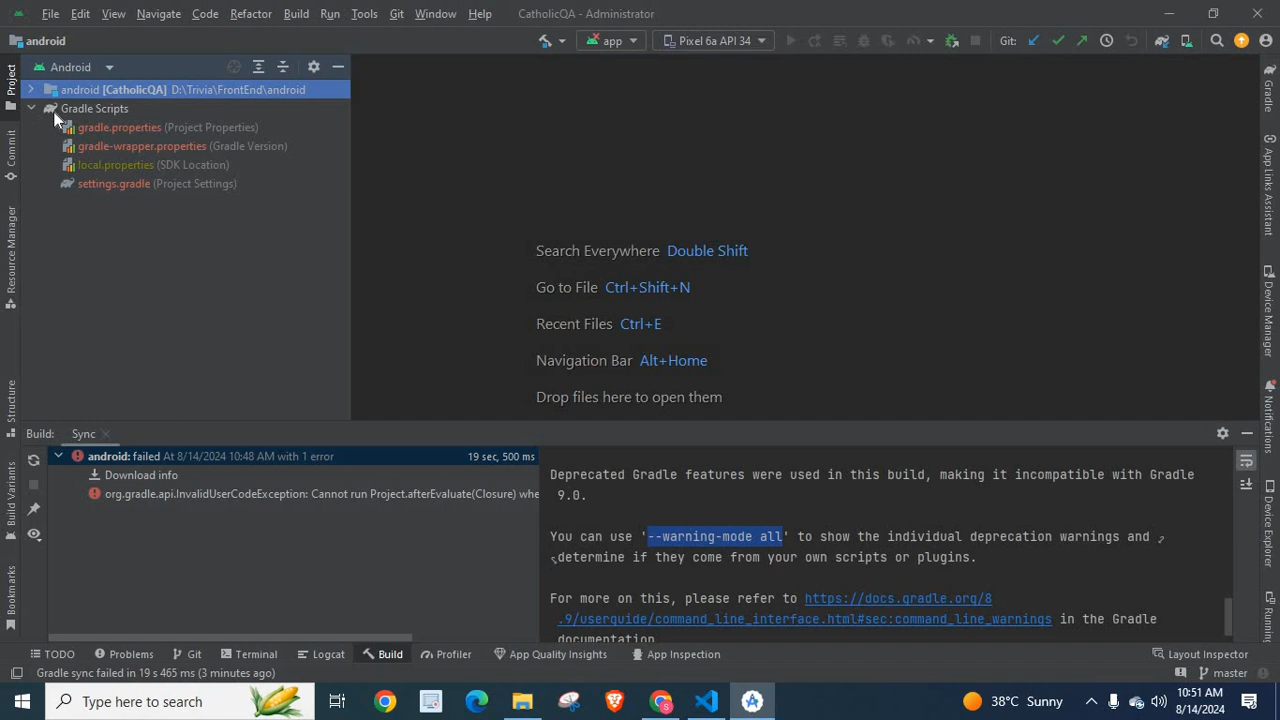 File Edit View Navigate Code Refactor Build Run Tools Git Window Help CatholicQA - Administrator
android app Pixel 6a API 34 Git:
Project
Commit
Resource Manager
Structure
Build Variants
Bookmarks
Android
android [CatholicQA] D:\Trivia\FrontEnd\android
Gradle Scripts
gradle.properties (Project Properties)
gradle-wrapper.properties (Gradle Version)
local.properties (SDK Location)
settings.gradle (Project Settings)
Search Everywhere Double Shift
Go to File Ctrl+Shift+N
Recent Files Ctrl+E
Navigation Bar Alt+Home
Drop files here to open them
Gradle
App Links Assistant
Device Manager
Notifications
Device Explorer
Running
Build: Sync
android: failed At 8/14/2024 10:48 AM with 1 error 19 sec, 500 ms
Download info
org.gradle.api.InvalidUserCodeException: Cannot run Project.afterEvaluate(Closure) whe
Deprecated Gradle features were used in this build, making it incompatible with Gradle
9.0.
You can use '--warning-mode all' to show the individual deprecation warnings and
determine if they come from your own scripts or plugins.
For more on this, please refer to https://docs.gradle.org/8
.9/userguide/command_line_interface.html#sec:command_line_warnings in the Gradle
documentation
TODO Problems Git Terminal Logcat Build Profiler App Quality Insights App Inspection Layout Inspector
Gradle sync failed in 19 s 465 ms (3 minutes ago) master
Type here to search 38°C Sunny 10:51 AM
8/14/2024